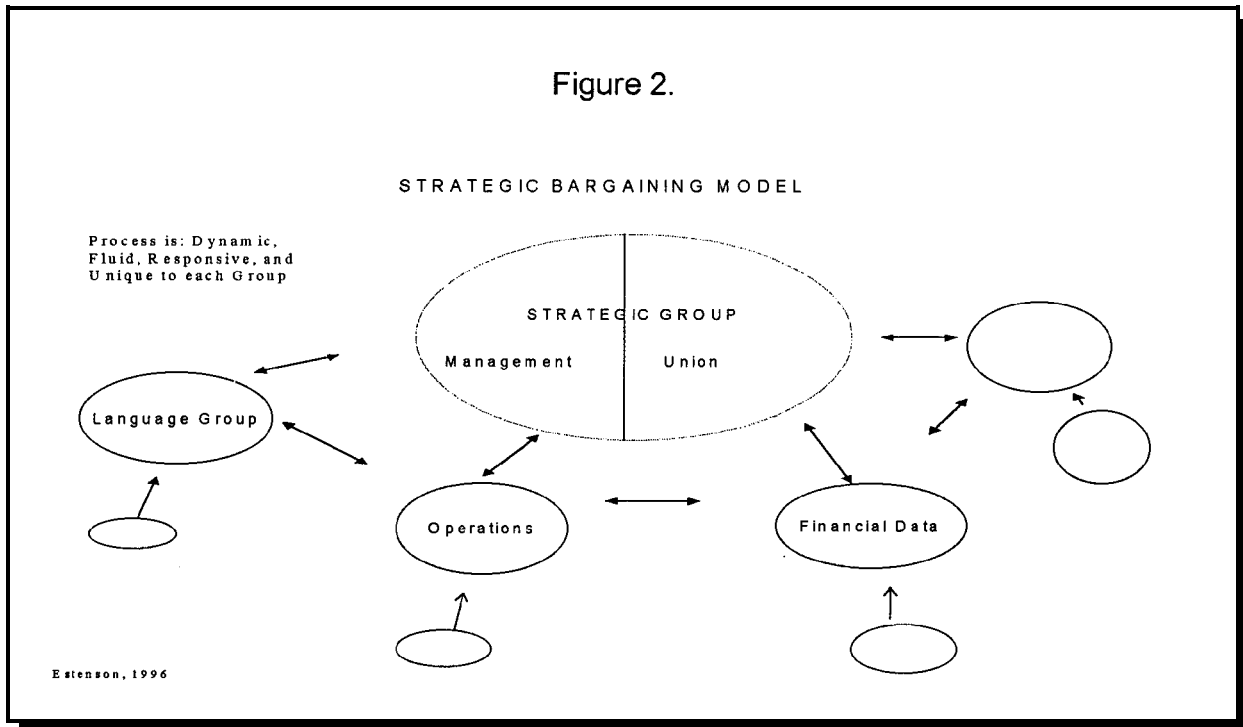 Figure 2.
STRATEGIC BARGAINING MODEL
Process is: Dynamic,
Fluid, Responsive, and
Unique to each Group
STRATEGIC GROUP
Management Union
Language Group
Operations
Financial Data
Estenson, 1996